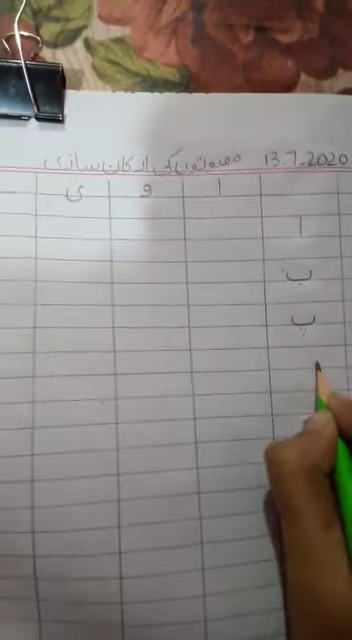 13.7.2020 مصوتوں کی ارکان سازی
ا و ی
ا
ب
پ